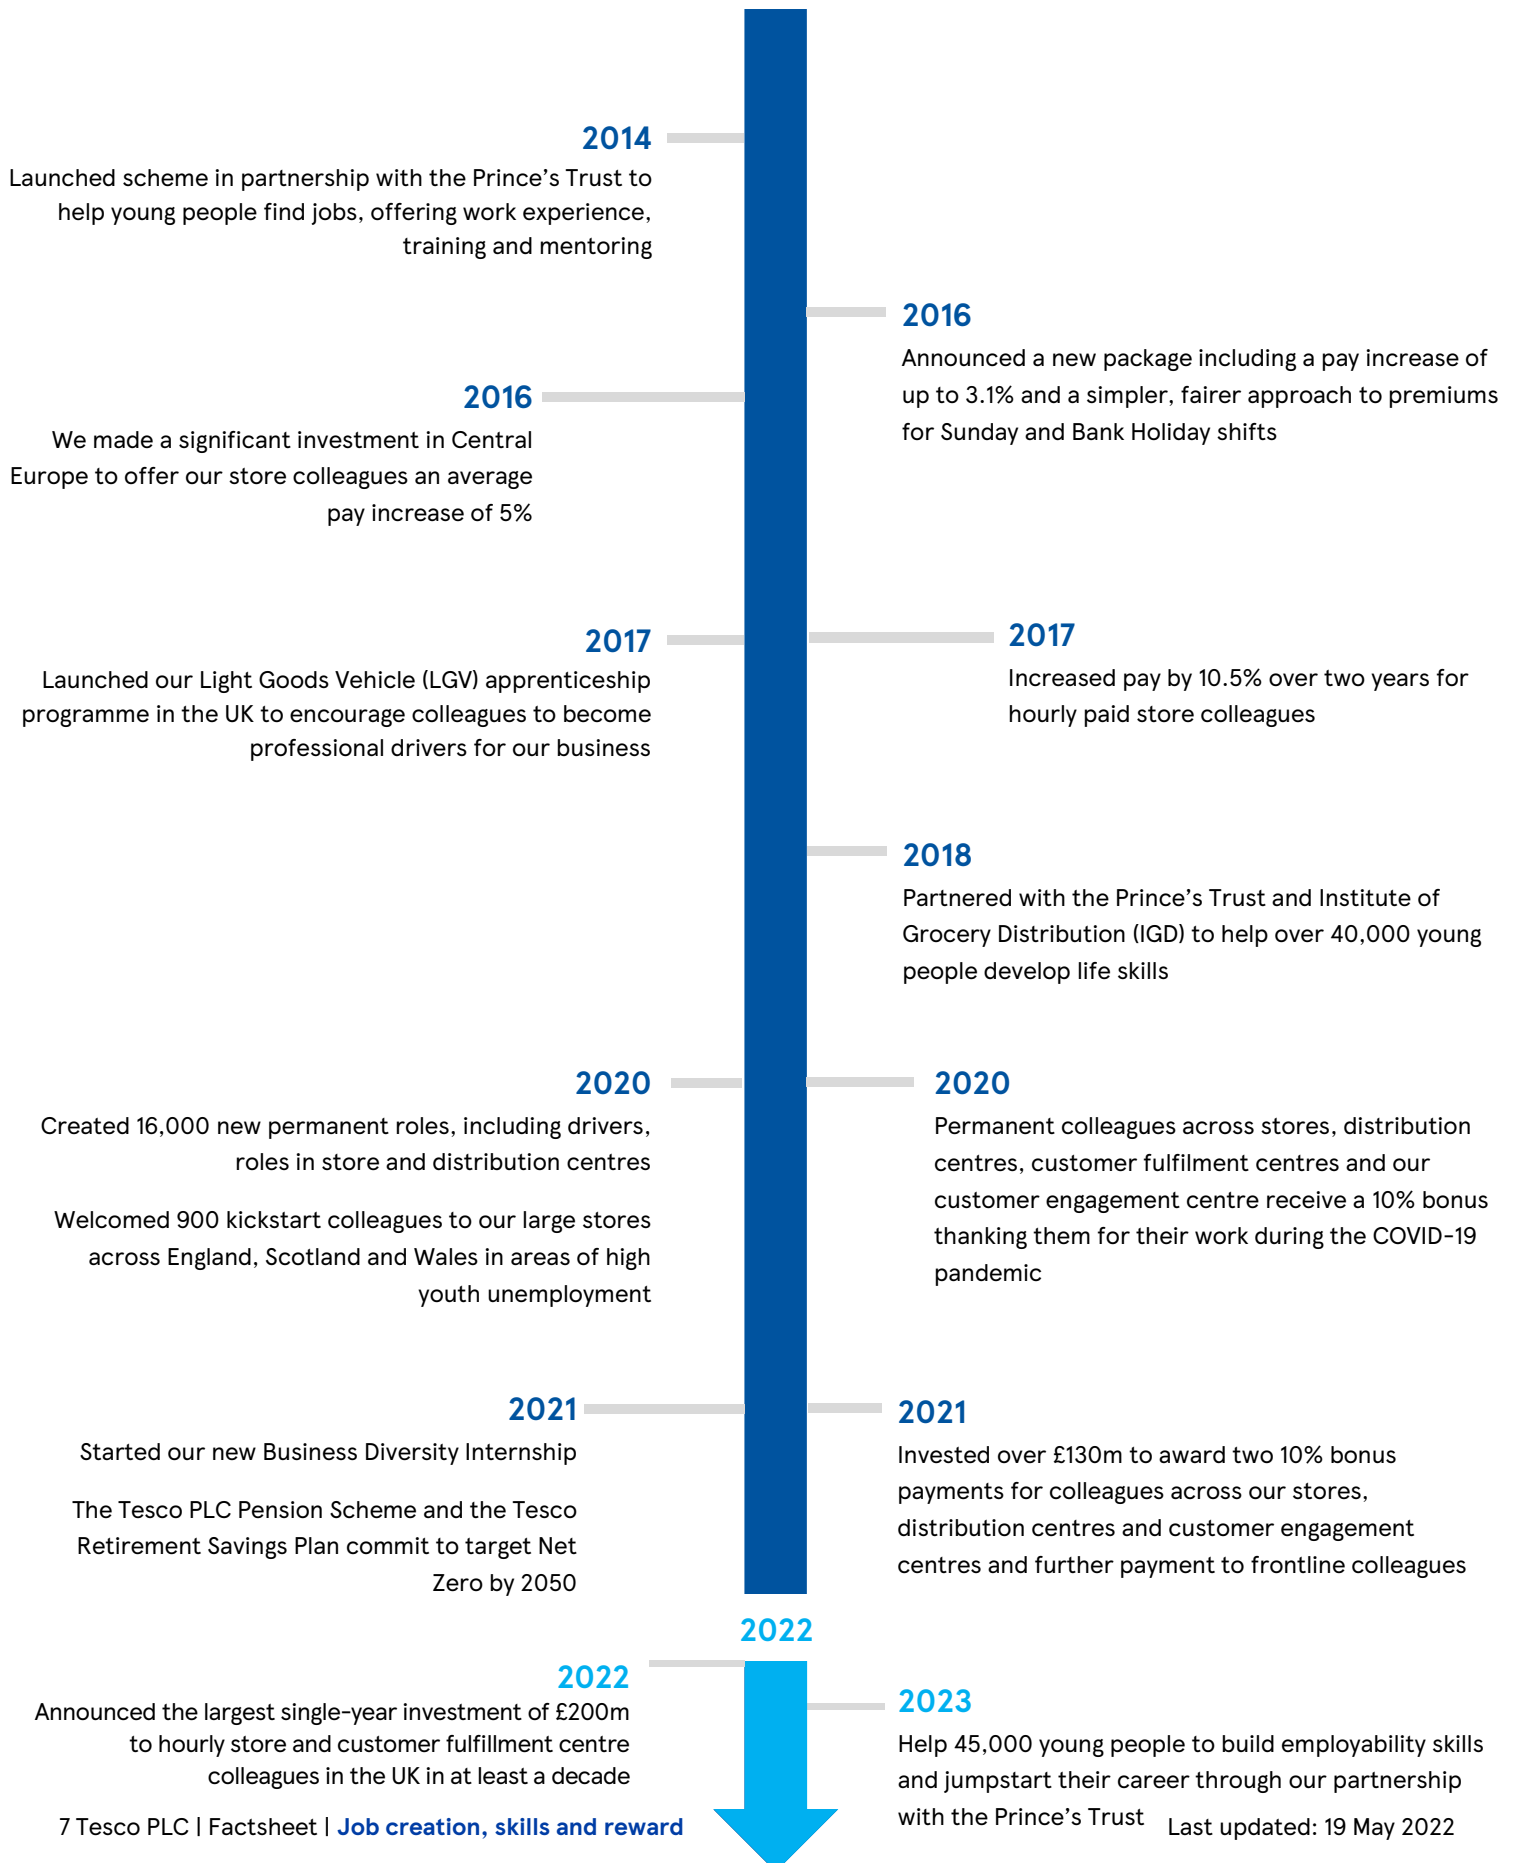 2014
Launched scheme in partnership with the Prince’s Trust to
help young people find jobs, offering work experience,
training and mentoring
2016
Announced a new package including a pay increase of
up to 3.1% and a simpler, fairer approach to premiums
for Sunday and Bank Holiday shifts
2016
We made a significant investment in Central
Europe to offer our store colleagues an average
pay increase of 5%
2017
Launched our Light Goods Vehicle (LGV) apprenticeship
programme in the UK to encourage colleagues to become
professional drivers for our business
2017
Increased pay by 10.5% over two years for
hourly paid store colleagues
2018
Partnered with the Prince’s Trust and Institute of
Grocery Distribution (IGD) to help over 40,000 young
people develop life skills
2020
Created 16,000 new permanent roles, including drivers,
roles in store and distribution centres
Welcomed 900 kickstart colleagues to our large stores
across England, Scotland and Wales in areas of high
youth unemployment
2020
Permanent colleagues across stores, distribution
centres, customer fulfilment centres and our
customer engagement centre receive a 10% bonus
thanking them for their work during the COVID-19
pandemic
2021
Started our new Business Diversity Internship
The Tesco PLC Pension Scheme and the Tesco
Retirement Savings Plan commit to target Net
Zero by 2050
2021
Invested over £130m to award two 10% bonus
payments for colleagues across our stores,
distribution centres and customer engagement
centres and further payment to frontline colleagues
2022
2022
Announced the largest single-year investment of £200m
to hourly store and customer fulfillment centre
colleagues in the UK in at least a decade
2023
Help 45,000 young people to build employability skills
and jumpstart their career through our partnership
with the Prince’s Trust
7 Tesco PLC | Factsheet | Job creation, skills and reward
Last updated: 19 May 2022